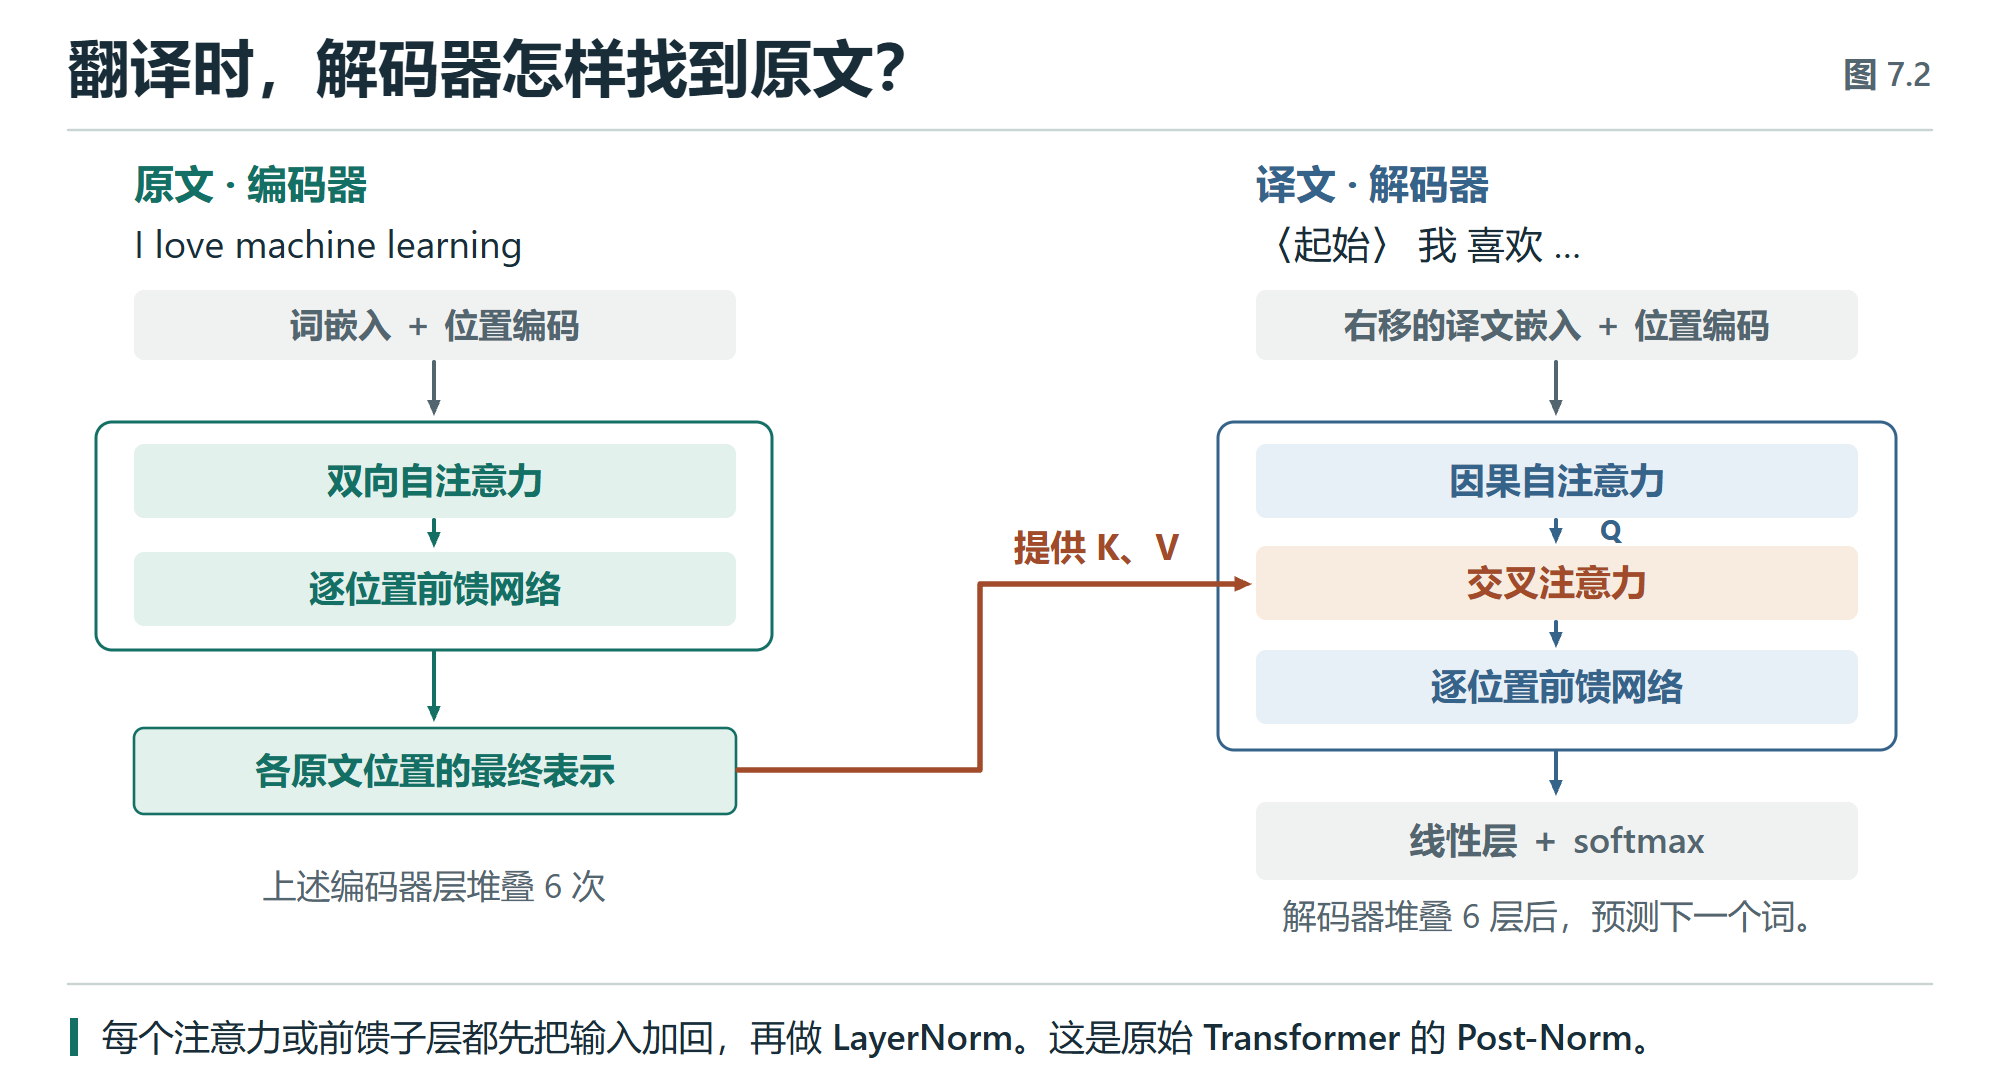 翻译时，解码器怎样找到原文？
图 7.2
原文 · 编码器
I love machine learning
词嵌入 + 位置编码
双向自注意力
逐位置前馈网络
各原文位置的最终表示
上述编码器层堆叠 6 次
提供 K、V
译文 · 解码器
〈起始〉 我 喜欢 ...
右移的译文嵌入 + 位置编码
因果自注意力
Q
交叉注意力
逐位置前馈网络
线性层 + softmax
解码器堆叠 6 层后，预测下一个词。
每个注意力或前馈子层都先把输入加回，再做 LayerNorm。这是原始 Transformer 的 Post-Norm。